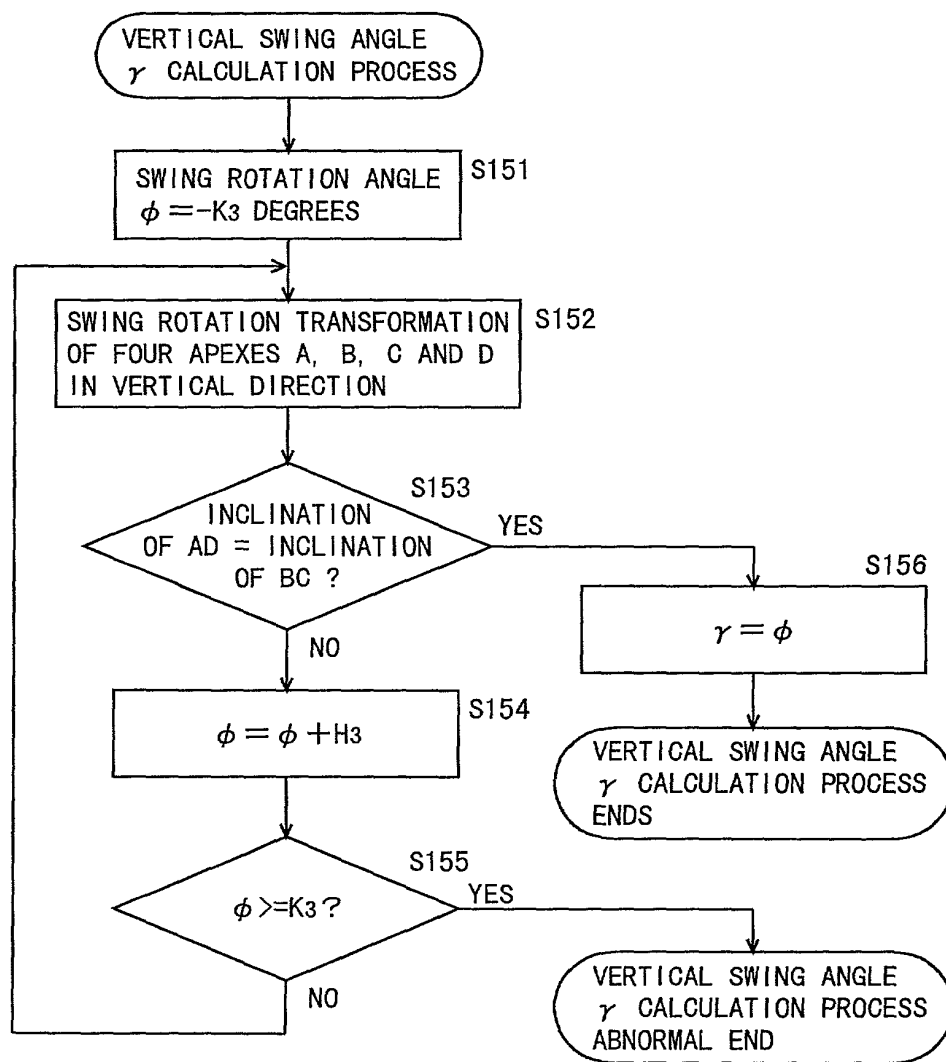 VERTICAL SWING ANGLE
γ CALCULATION PROCESS
S151
SWING ROTATION ANGLE
φ=-K3 DEGREES
S152
SWING ROTATION TRANSFORMATION
OF FOUR APEXES A, B, C AND D
IN VERTICAL DIRECTION
S153
INCLINATION
OF AD = INCLINATION
OF BC ?
YES
NO
S156
γ=φ
S154
φ=φ+H3
VERTICAL SWING ANGLE
γ CALCULATION PROCESS
ENDS
S155
φ>=K3?
YES
NO
VERTICAL SWING ANGLE
γ CALCULATION PROCESS
ABNORMAL END